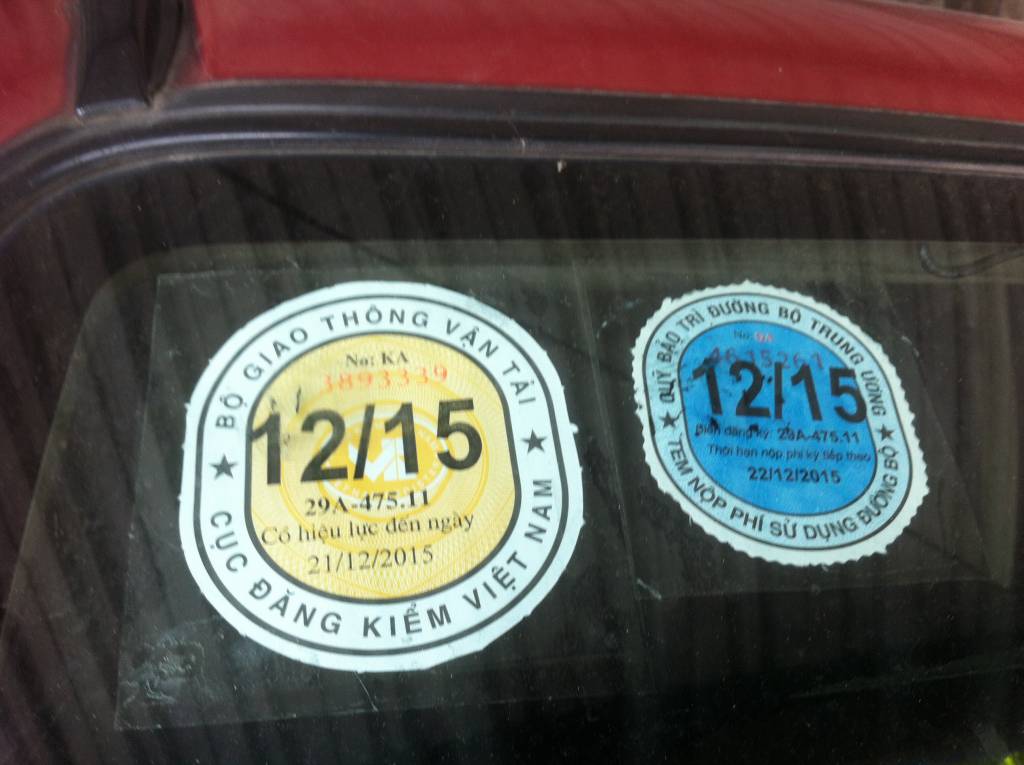 BỘ GIAO THÔNG VẬN TẢI
No: KA
3893339
12/15
29A-475.11
Có hiệu lực đến ngày
21/12/2015
★ CỤC ĐĂNG KIỂM VIỆT NAM ★
QUỸ BẢO TRÌ ĐƯỜNG BỘ TRUNG ƯƠNG
No: KA
4615261
12/15
Biển đăng ký: 29A-475.11
Thời hạn nộp phí kỳ tiếp theo
22/12/2015
★ TEM NỘP PHÍ SỬ DỤNG ĐƯỜNG BỘ ★